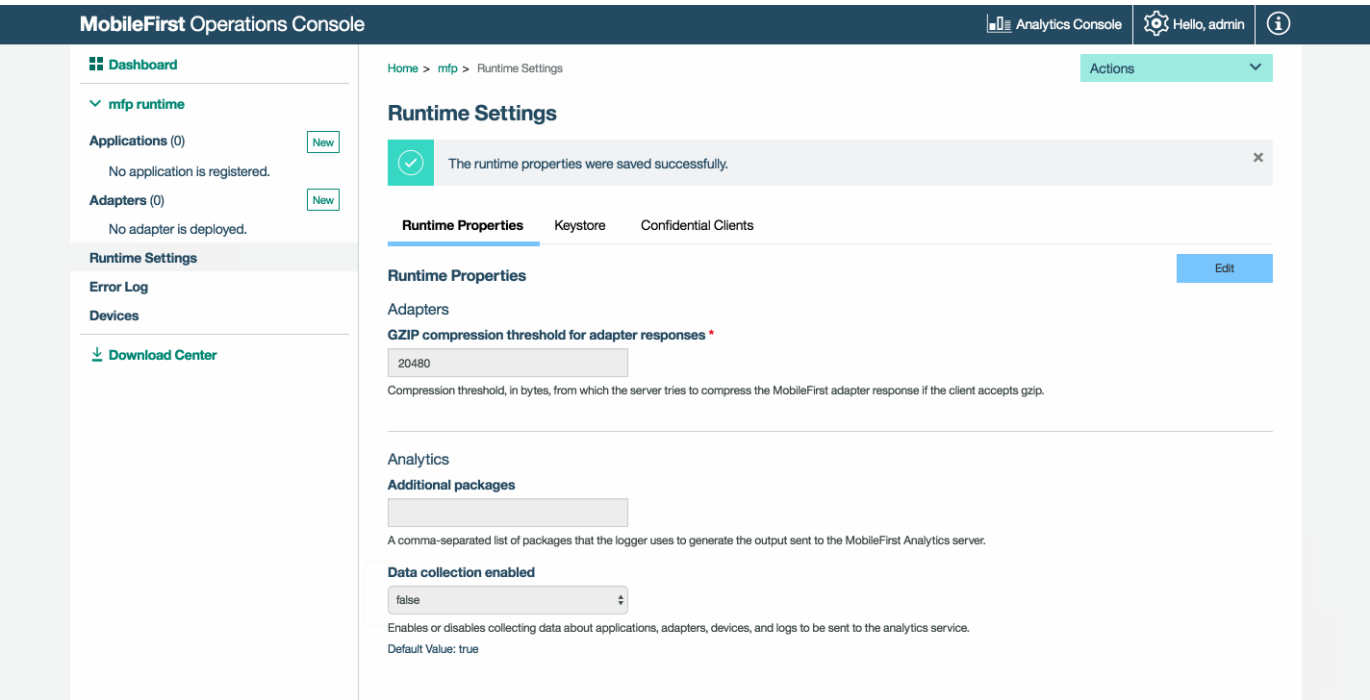 MobileFirst Operations Console
Analytics Console
Hello, admin
Dashboard
mfp runtime
Applications (0)
New
No application is registered.
Adapters (0)
New
No adapter is deployed.
Runtime Settings
Error Log
Devices
Download Center
Home > mfp > Runtime Settings
Actions
Runtime Settings
The runtime properties were saved successfully.
Runtime Properties
Keystore
Confidential Clients
Runtime Properties
Edit
Adapters
GZIP compression threshold for adapter responses *
20480
Compression threshold, in bytes, from which the server tries to compress the MobileFirst adapter response if the client accepts gzip.
Analytics
Additional packages
A comma-separated list of packages that the logger uses to generate the output sent to the MobileFirst Analytics server.
Data collection enabled
false
Enables or disables collecting data about applications, adapters, devices, and logs to be sent to the analytics service.
Default Value: true